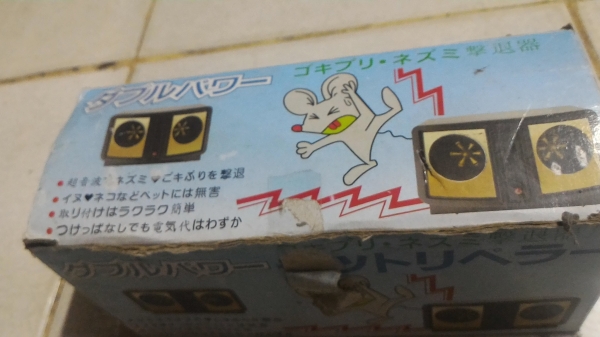 ダブルパワー
ゴキブリ・ネズミ撃退器
• 超音波でネズミ♥ごキぶりを撃退
• イヌ♥ネコなどペットには無害
• 取り付けはラクラク簡単
• つけっぱなしでも電気代はわずか
ゴキブリ・ネズミ撃退
ダブルパワー
ットリペラー